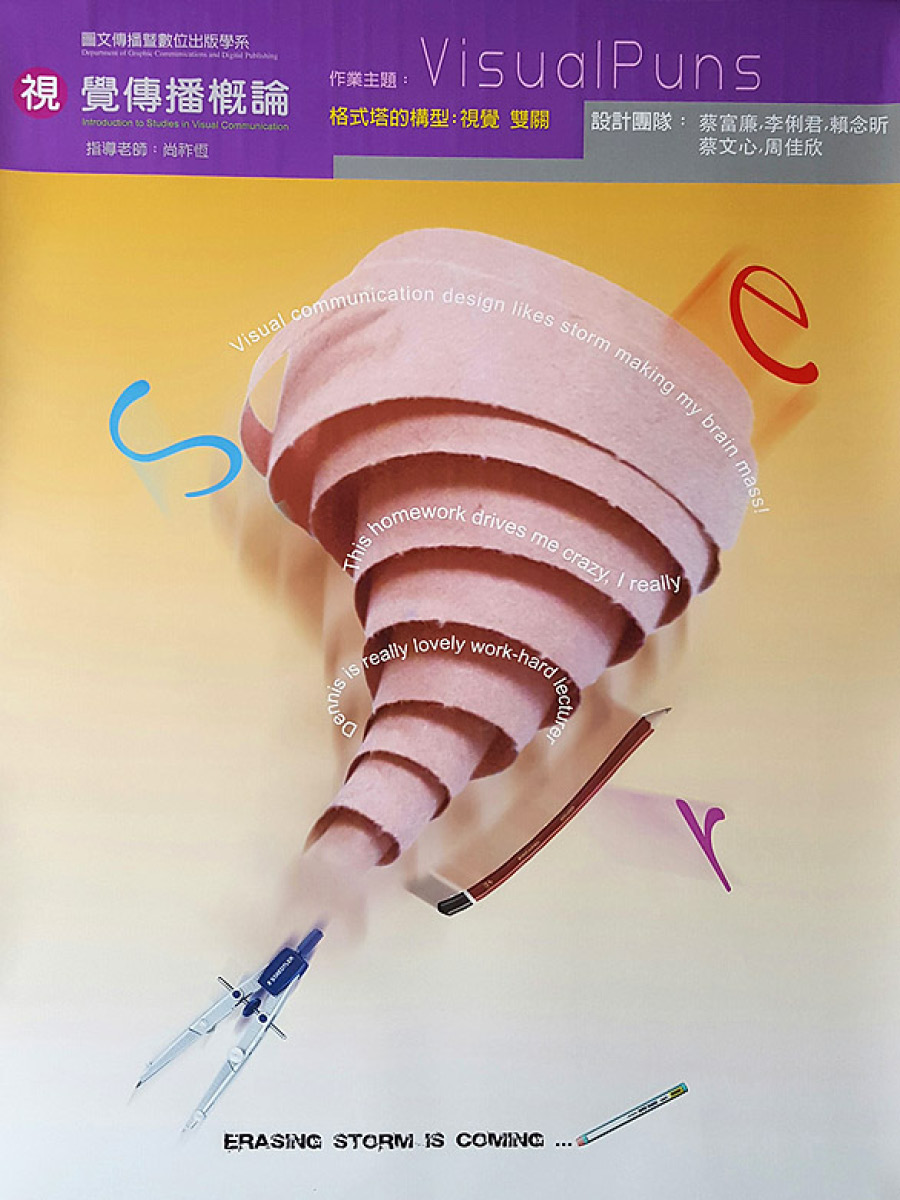 圖文傳播暨數位出版學系
Department of Graphic Communications and Digital Publishing
視覺傳播概論
Introduction to Studies in Visual Communication
指導老師：尚祚恆
作業主題：VisualPuns
格式塔的構型：視覺 雙關
設計團隊：蔡富廉,李俐君,賴念昕
蔡文心,周佳欣
s
e
r
Visual communication design likes storm making my brain mass!
This homework drives me crazy, I really
Dennis is really lovely work-hard lecturer
STAEDTLER
ERASING STORM IS COMING ...